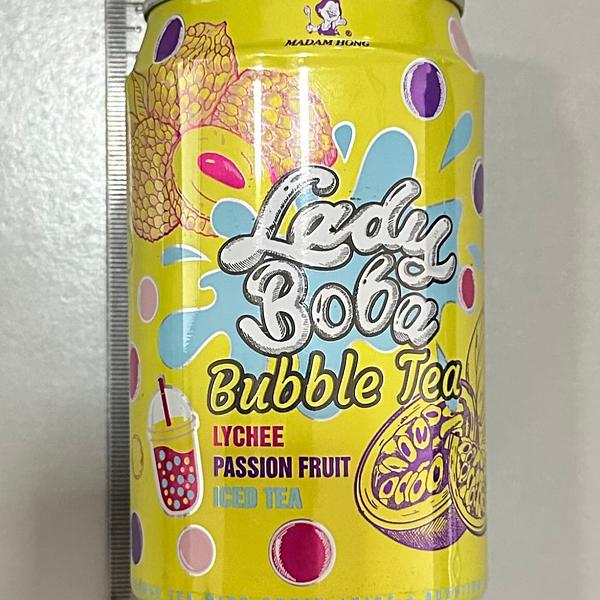 MADAM HONG
®
Lady
Boba
Bubble Tea
LYCHEE
PASSION FRUIT
ICED TEA